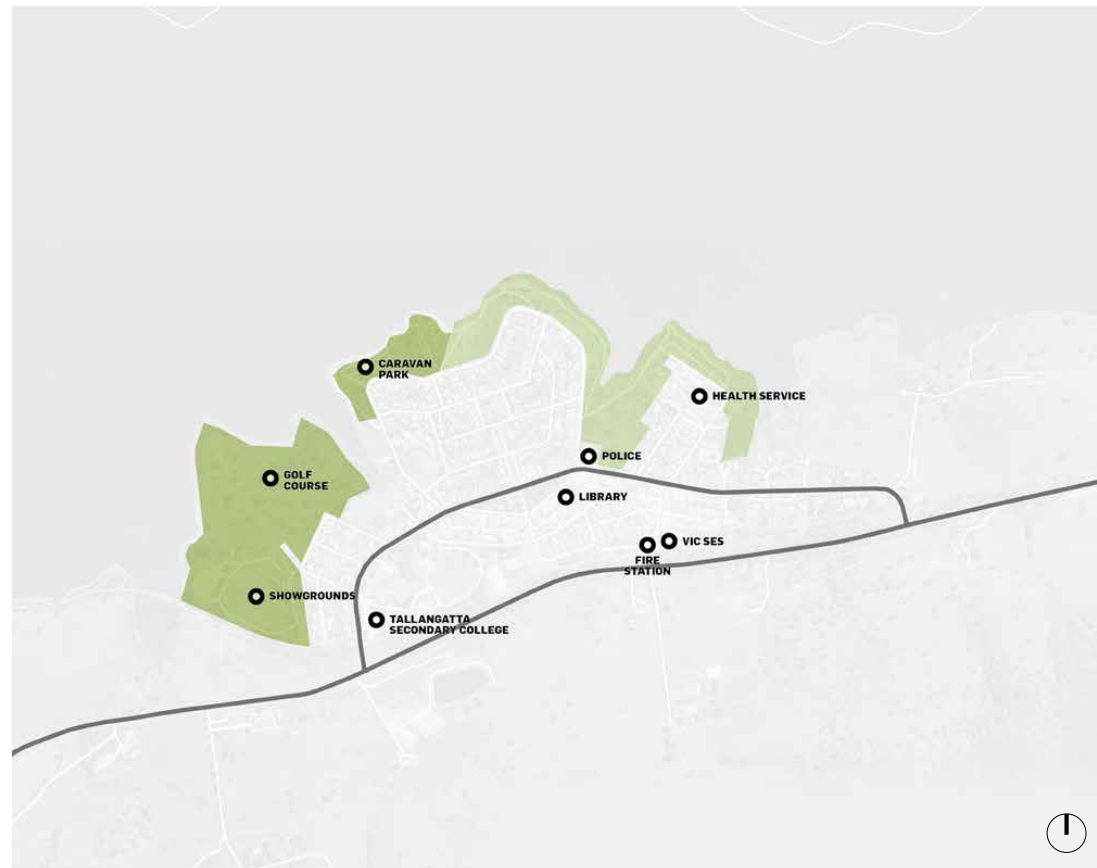 CARAVAN
PARK
HEALTH SERVICE
POLICE
GOLF
COURSE
LIBRARY
VIC SES
FIRE
STATION
SHOWGROUNDS
TALLANGATTA
SECONDARY COLLEGE